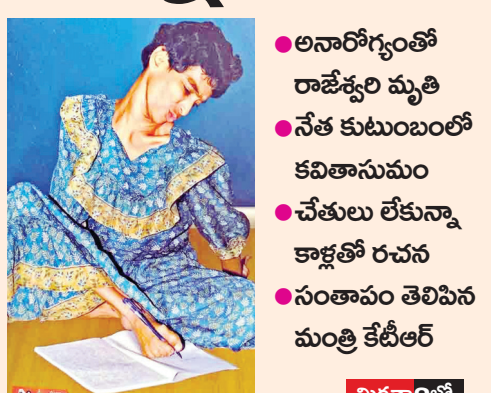 ● అనారోగ్యంతో
రాజేశ్వరి మృతి
● నేత కుటుంబంలో
కవితాసుమం
● చేతులు లేకున్నా
కాళ్లతో రచన
● సంతాపం తెలిపిన
మంత్రి కేటీఆర్